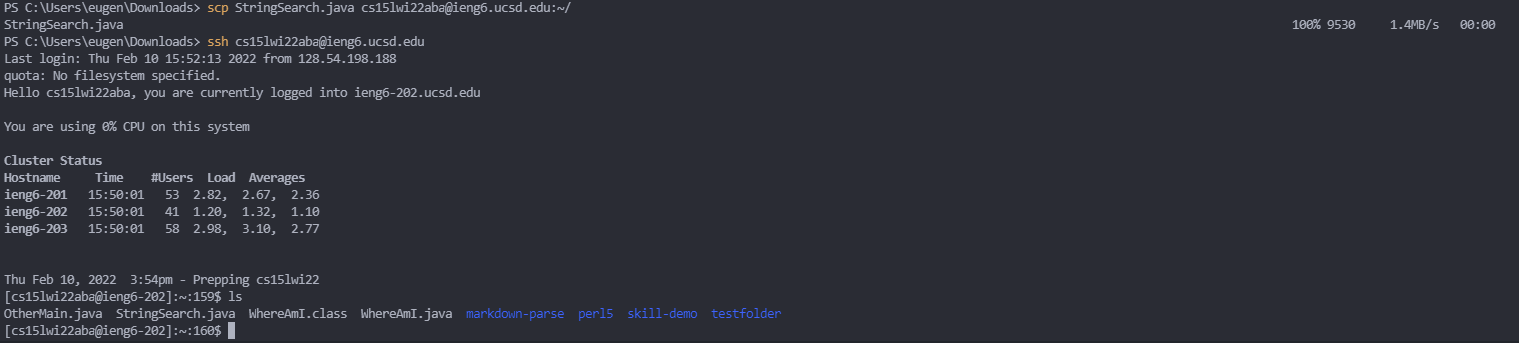 PS C:\Users\eugen\Downloads> scp StringSearch.java cs15lwi22aba@ieng6.ucsd.edu:~/
StringSearch.java 100% 9530 1.4MB/s 00:00
PS C:\Users\eugen\Downloads> ssh cs15lwi22aba@ieng6.ucsd.edu
Last login: Thu Feb 10 15:52:13 2022 from 128.54.198.188
quota: No filesystem specified.
Hello cs15lwi22aba, you are currently logged into ieng6-202.ucsd.edu
You are using 0% CPU on this system
Cluster Status
Hostname Time #Users Load Averages
ieng6-201 15:50:01 53 2.82, 2.67, 2.36
ieng6-202 15:50:01 41 1.20, 1.32, 1.10
ieng6-203 15:50:01 58 2.98, 3.10, 2.77
Thu Feb 10, 2022 3:54pm - Prepping cs15lwi22
[cs15lwi22aba@ieng6-202]:~:159$ ls
OtherMain.java StringSearch.java WhereAmI.class WhereAmI.java markdown-parse perl5 skill-demo testfolder
[cs15lwi22aba@ieng6-202]:~:160$